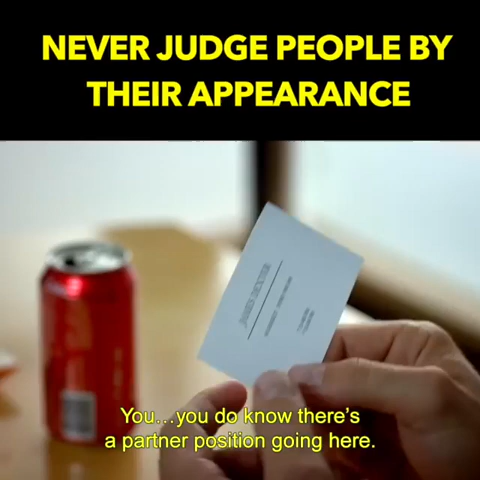 NEVER JUDGE PEOPLE BY
THEIR APPEARANCE
You...you do know there's
a partner position going here.